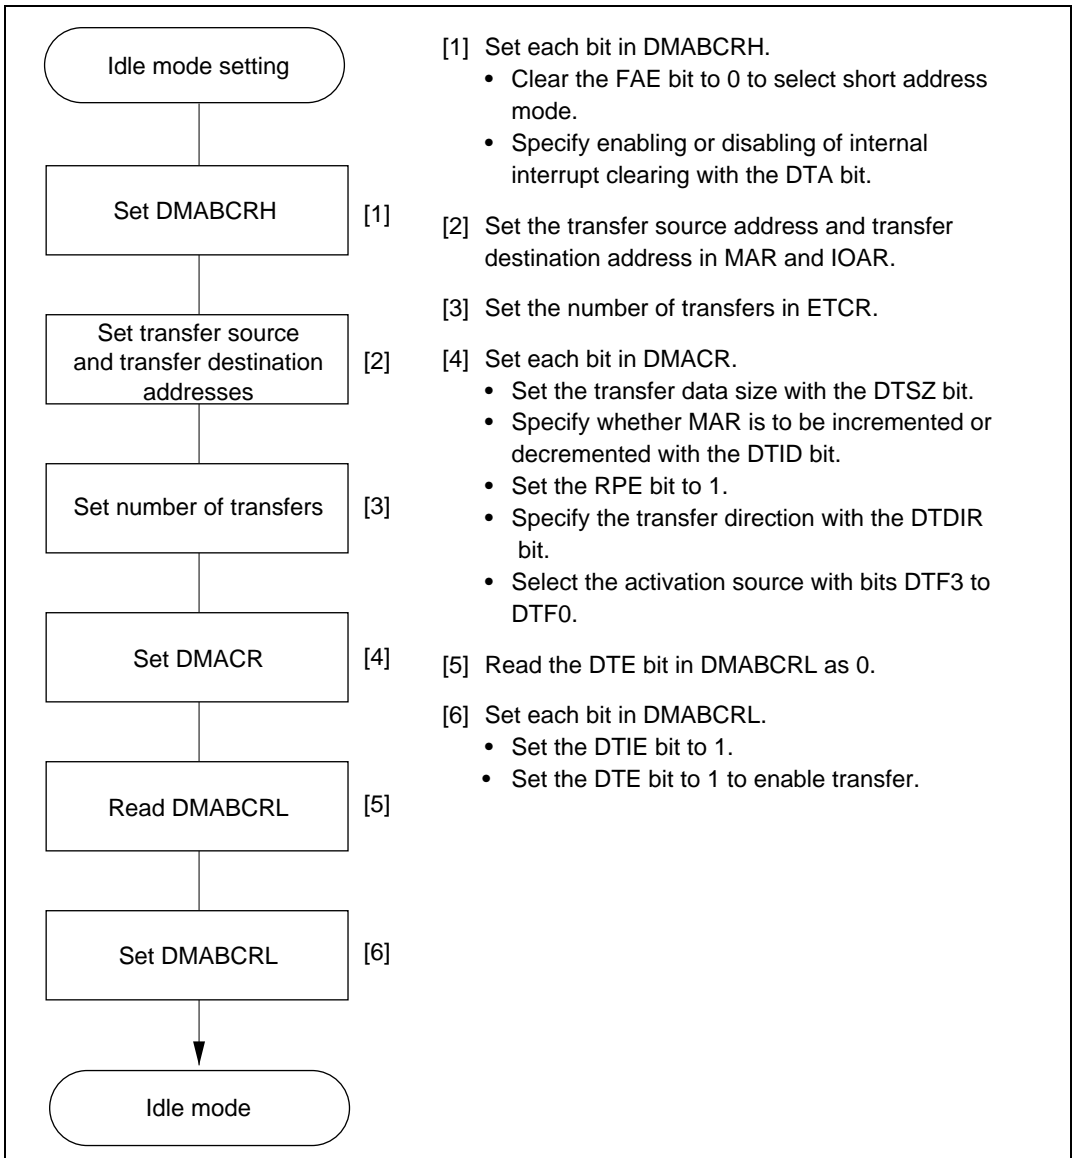 Idle mode setting
Set DMABCRH
[1]
Set transfer source
and transfer destination
addresses
[2]
Set number of transfers
[3]
Set DMACR
[4]
Read DMABCRL
[5]
Set DMABCRL
[6]
Idle mode
[1] Set each bit in DMABCRH.
• Clear the FAE bit to 0 to select short address
mode.
• Specify enabling or disabling of internal
interrupt clearing with the DTA bit.
[2] Set the transfer source address and transfer
destination address in MAR and IOAR.
[3] Set the number of transfers in ETCR.
[4] Set each bit in DMACR.
• Set the transfer data size with the DTSZ bit.
• Specify whether MAR is to be incremented or
decremented with the DTID bit.
• Set the RPE bit to 1.
• Specify the transfer direction with the DTDIR
bit.
• Select the activation source with bits DTF3 to
DTF0.
[5] Read the DTE bit in DMABCRL as 0.
[6] Set each bit in DMABCRL.
• Set the DTIE bit to 1.
• Set the DTE bit to 1 to enable transfer.